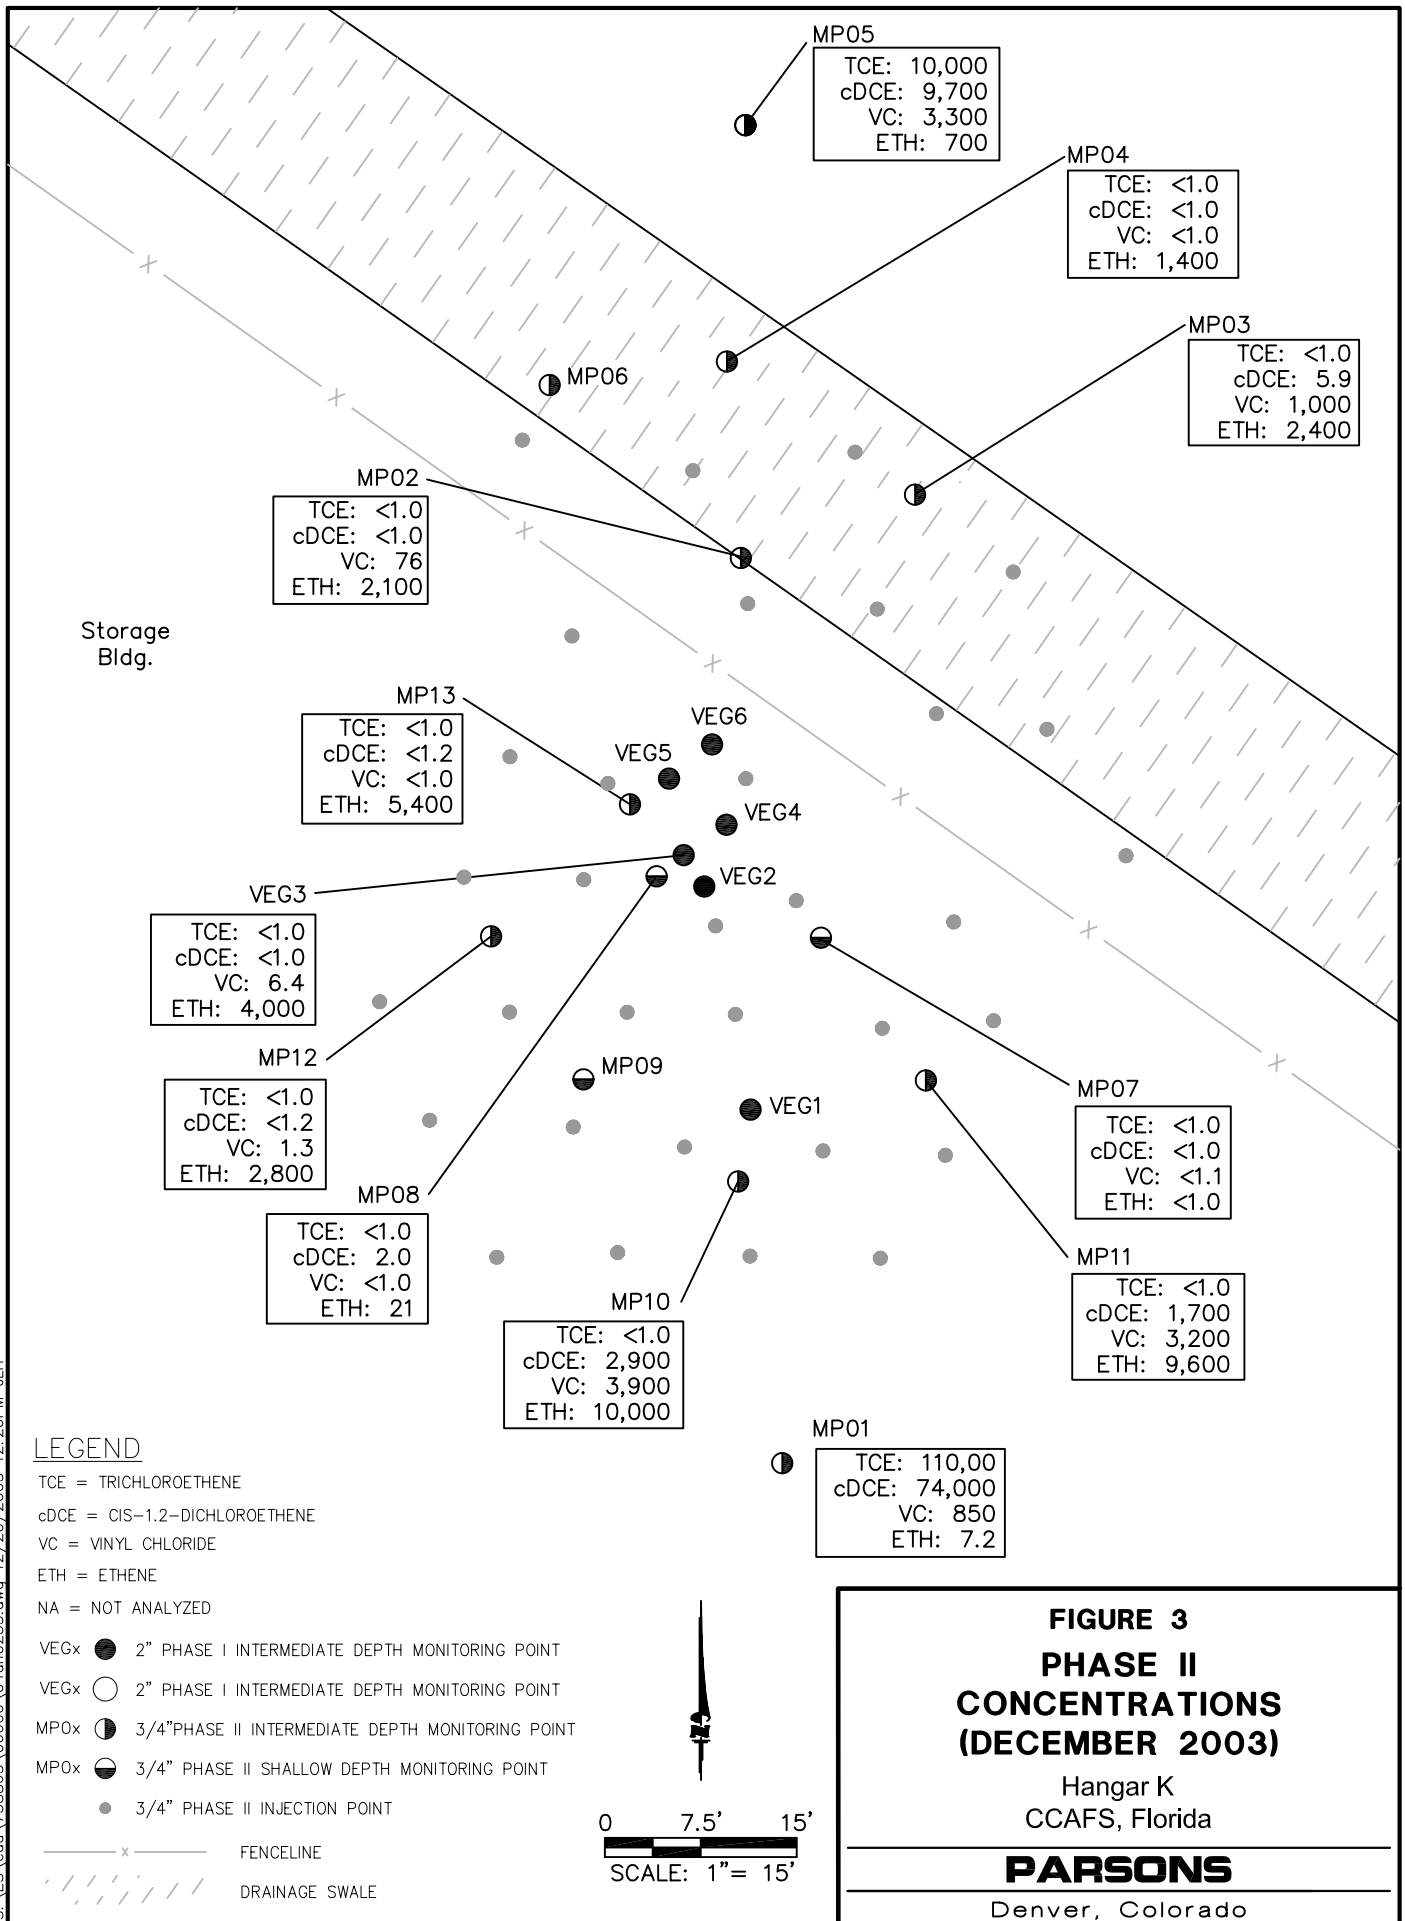 MP05
TCE: 10,000
cDCE: 9,700
VC: 3,300
ETH: 700
MP04
TCE: <1.0
cDCE: <1.0
VC: <1.0
ETH: 1,400
MP03
TCE: <1.0
cDCE: 5.9
VC: 1,000
ETH: 2,400
MP06
MP02
TCE: <1.0
cDCE: <1.0
VC: 76
ETH: 2,100
Storage
Bldg.
MP13
TCE: <1.0
cDCE: <1.2
VC: <1.0
ETH: 5,400
VEG6
VEG5
VEG4
VEG2
VEG3
TCE: <1.0
cDCE: <1.0
VC: 6.4
ETH: 4,000
MP12
TCE: <1.0
cDCE: <1.2
VC: 1.3
ETH: 2,800
MP09
VEG1
MP07
TCE: <1.0
cDCE: <1.0
VC: <1.1
ETH: <1.0
MP08
TCE: <1.0
cDCE: 2.0
VC: <1.0
ETH: 21
MP11
TCE: <1.0
cDCE: 1,700
VC: 3,200
ETH: 9,600
MP10
TCE: <1.0
cDCE: 2,900
VC: 3,900
ETH: 10,000
MP01
TCE: 110,00
cDCE: 74,000
VC: 850
ETH: 7.2
LEGEND
TCE = TRICHLOROETHENE
cDCE = CIS-1.2-DICHLOROETHENE
VC = VINYL CHLORIDE
ETH = ETHENE
NA = NOT ANALYZED
VEGx 2" PHASE I INTERMEDIATE DEPTH MONITORING POINT
VEGx 2" PHASE I INTERMEDIATE DEPTH MONITORING POINT
MPOx 3/4"PHASE II INTERMEDIATE DEPTH MONITORING POINT
MPOx 3/4" PHASE II SHALLOW DEPTH MONITORING POINT
3/4" PHASE II INJECTION POINT
x FENCELINE
DRAINAGE SWALE
N
0 7.5' 15'
SCALE: 1"= 15'
FIGURE 3
PHASE II
CONCENTRATIONS
(DECEMBER 2003)
Hangar K
CCAFS, Florida
PARSONS
Denver, Colorado